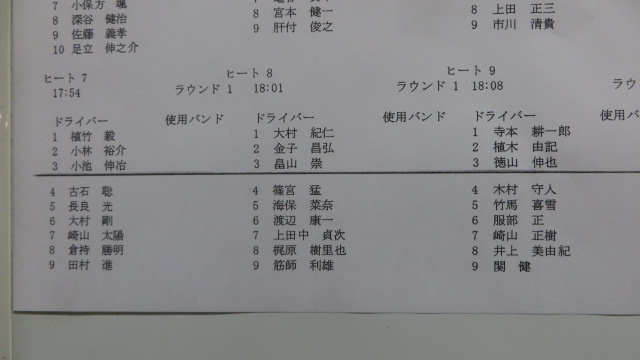 7 小保方 颯
8 深谷 健治
9 佐藤 義孝
10 足立 伸之介
8 宮本 健一
9 肝付 俊之
8 上田 正三
9 市川 清貴
ヒート 7
17:54
ドライバー 使用バンド
1 植竹 毅
2 小林 裕介
3 小池 伸治
4 古石 聡
5 長良 光
6 大村 剛
7 崎山 太陽
8 倉持 勝明
9 田村 進
ヒート 8
ラウンド 1 18:01
ドライバー 使用バンド
1 大村 紀仁
2 金子 昌弘
3 畠山 崇
4 篠宮 猛
5 海保 菜奈
6 渡辺 康一
7 上田中 貞次
8 梶原 樹里也
9 筋師 利雄
ヒート 9
ラウンド 1 18:08
ドライバー 使用バンド
1 寺本 耕一郎
2 植木 由記
3 徳山 伸也
4 木村 守人
5 竹馬 喜雪
6 服部 正
7 崎山 正樹
8 井上 美由紀
9 関 健
ラウ